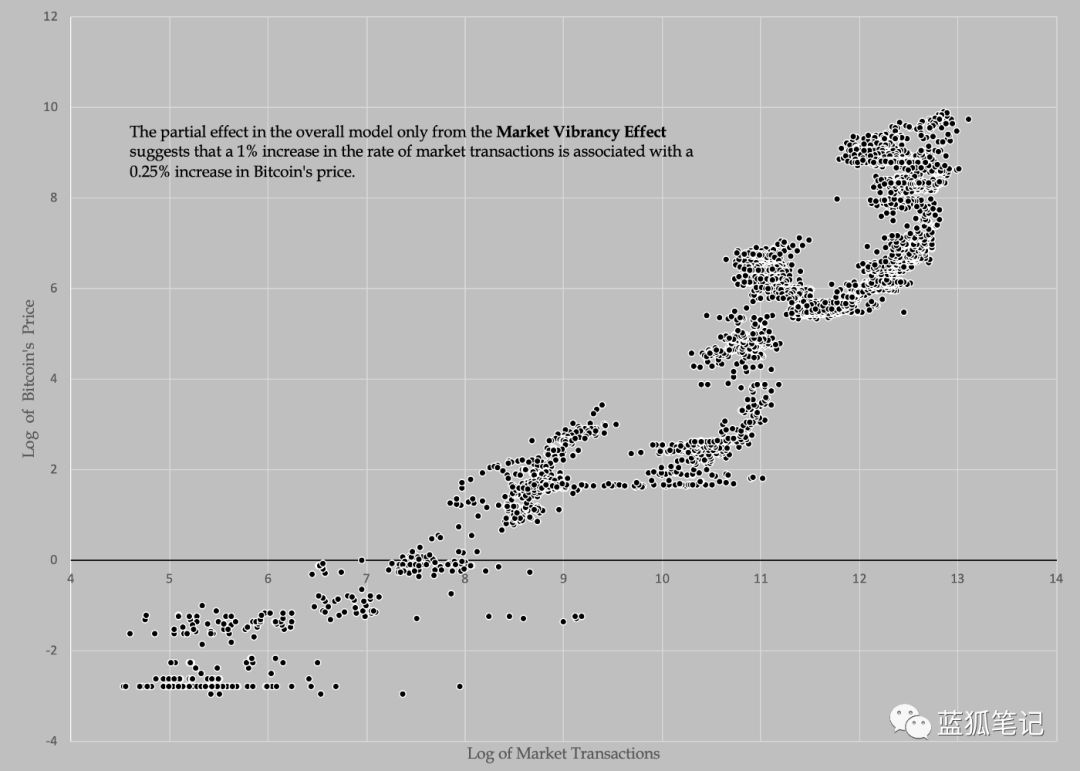 12
10
The partial effect in the overall model only from the Market Vibrancy Effect
suggests that a 1% increase in the rate of market transactions is associated with a
0.25% increase in Bitcoin's price.
8
6
Log of Bitcoin's Price
4
2
0
4 5 6 7 8 9 10 11 12 13 14
-2
-4
蓝狐笔记
Log of Market Transactions